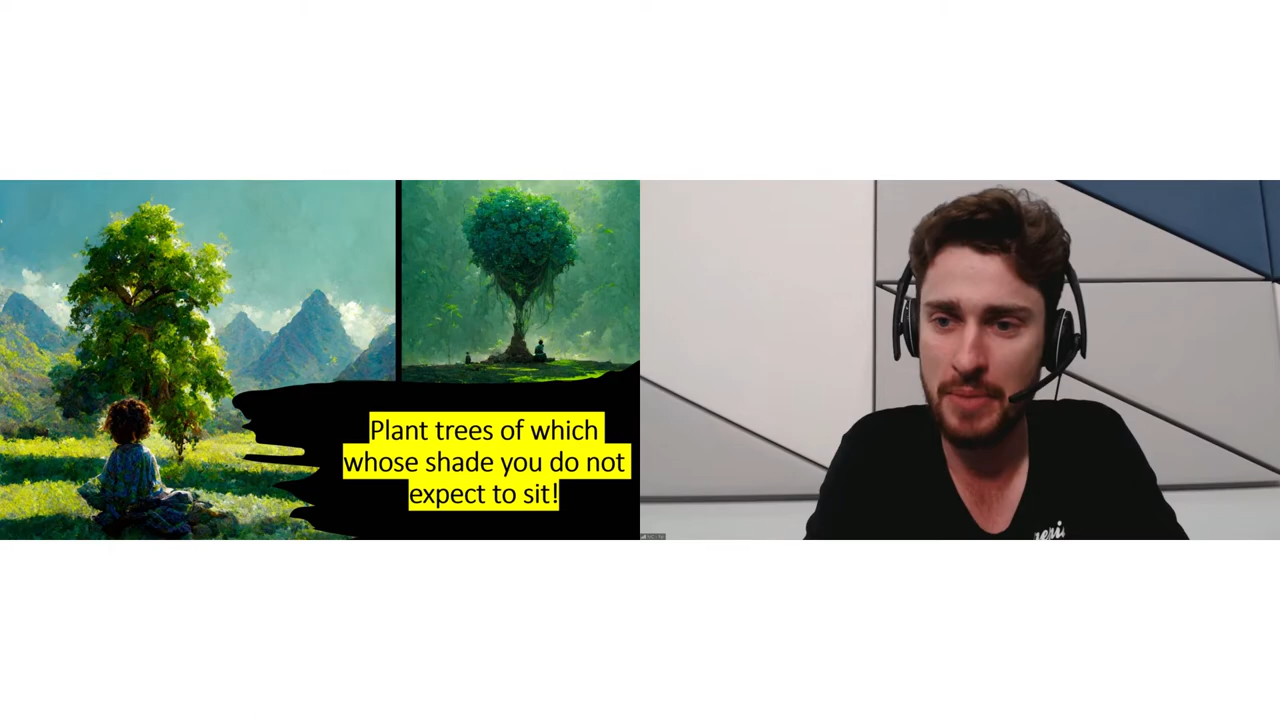 Plant trees of which
whose shade you do not
expect to sit!